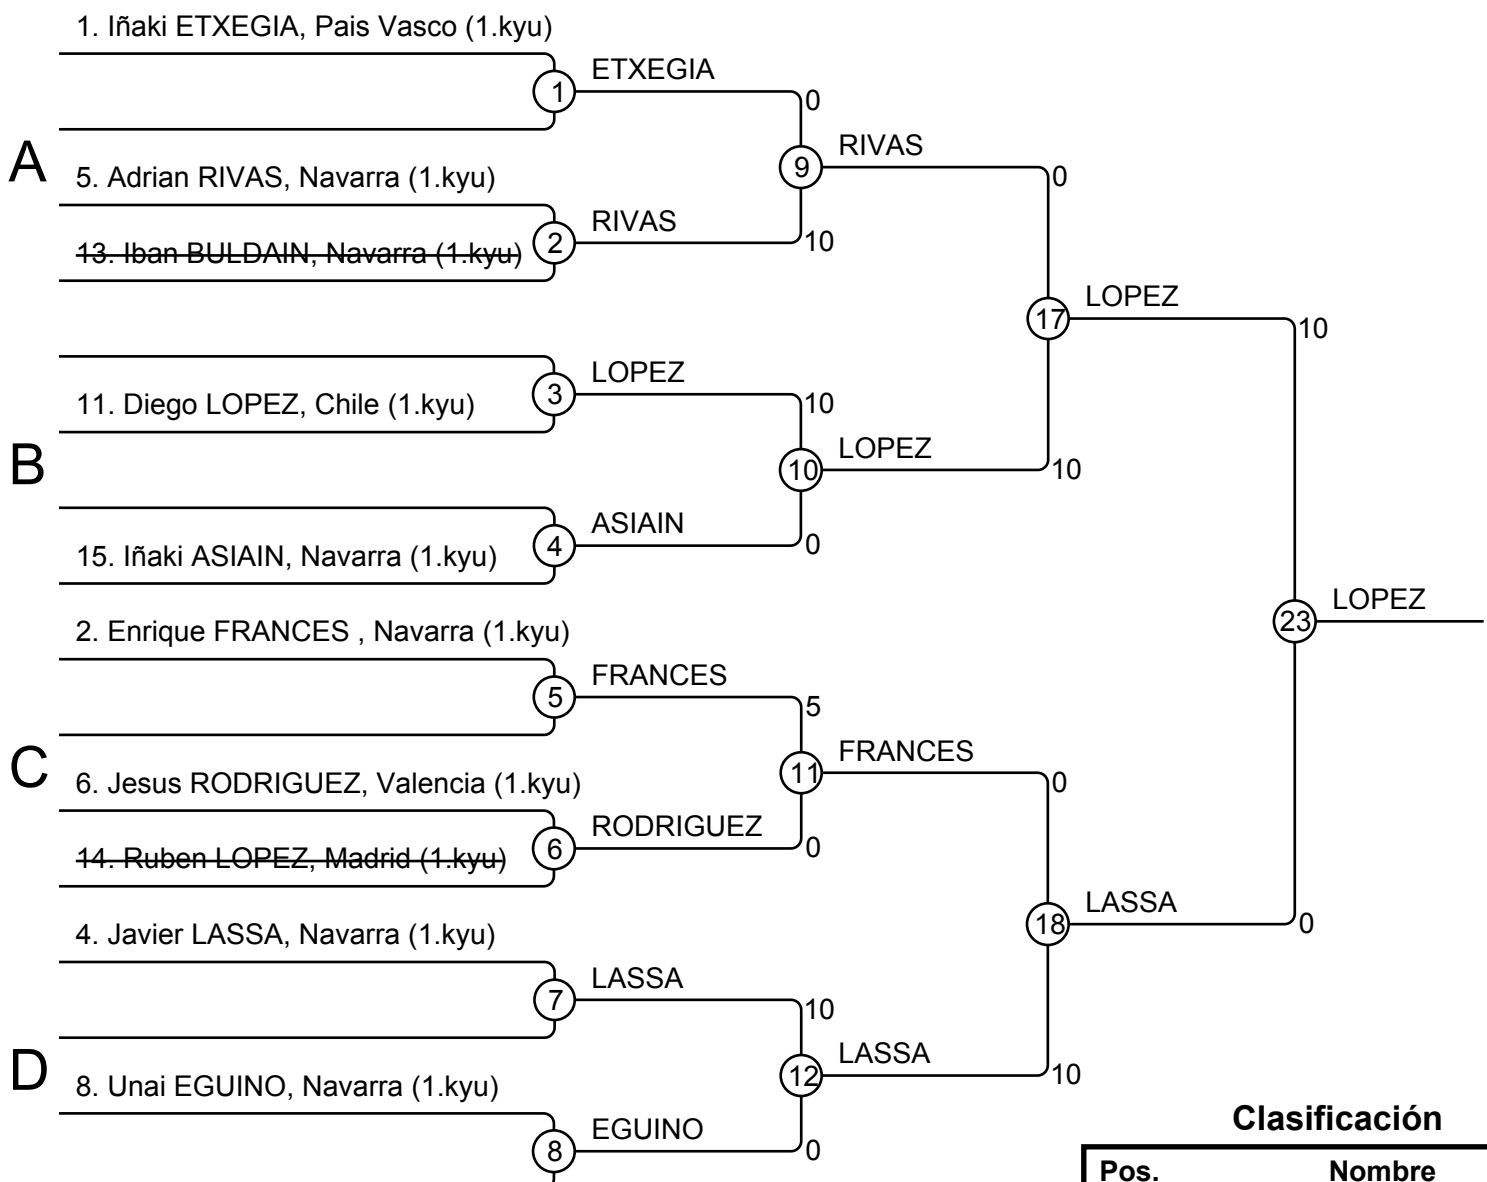 1. Iñaki ETXEGIA, Pais Vasco (1.kyu)
ETXEGIA
1
0
A
RIVAS
9
5. Adrian RIVAS, Navarra (1.kyu)
0
RIVAS
2
10
13. Iban BULDAIN, Navarra (1.kyu)
LOPEZ
17
10
LOPEZ
3
10
11. Diego LOPEZ, Chile (1.kyu)
LOPEZ
B
10
10
ASIAIN
4
0
15. Iñaki ASIAIN, Navarra (1.kyu)
LOPEZ
23
2. Enrique FRANCES , Navarra (1.kyu)
FRANCES
5
5
FRANCES
C
11
0
6. Jesus RODRIGUEZ, Valencia (1.kyu)
RODRIGUEZ
6
0
14. Ruben LOPEZ, Madrid (1.kyu)
LASSA
18
0
4. Javier LASSA, Navarra (1.kyu)
LASSA
7
10
LASSA
D
12
10
8. Unai EGUINO, Navarra (1.kyu)
EGUINO
8
0
Clasificación
Pos. Nombre